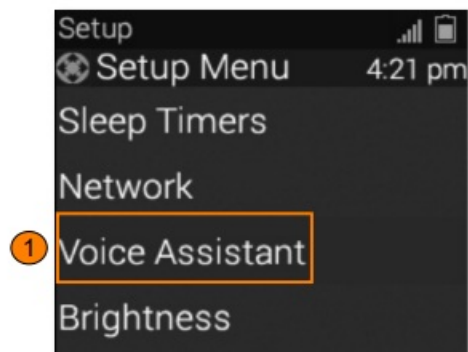 Setup
Setup Menu 4:21 pm
Sleep Timers
Network
1 Voice Assistant
Brightness